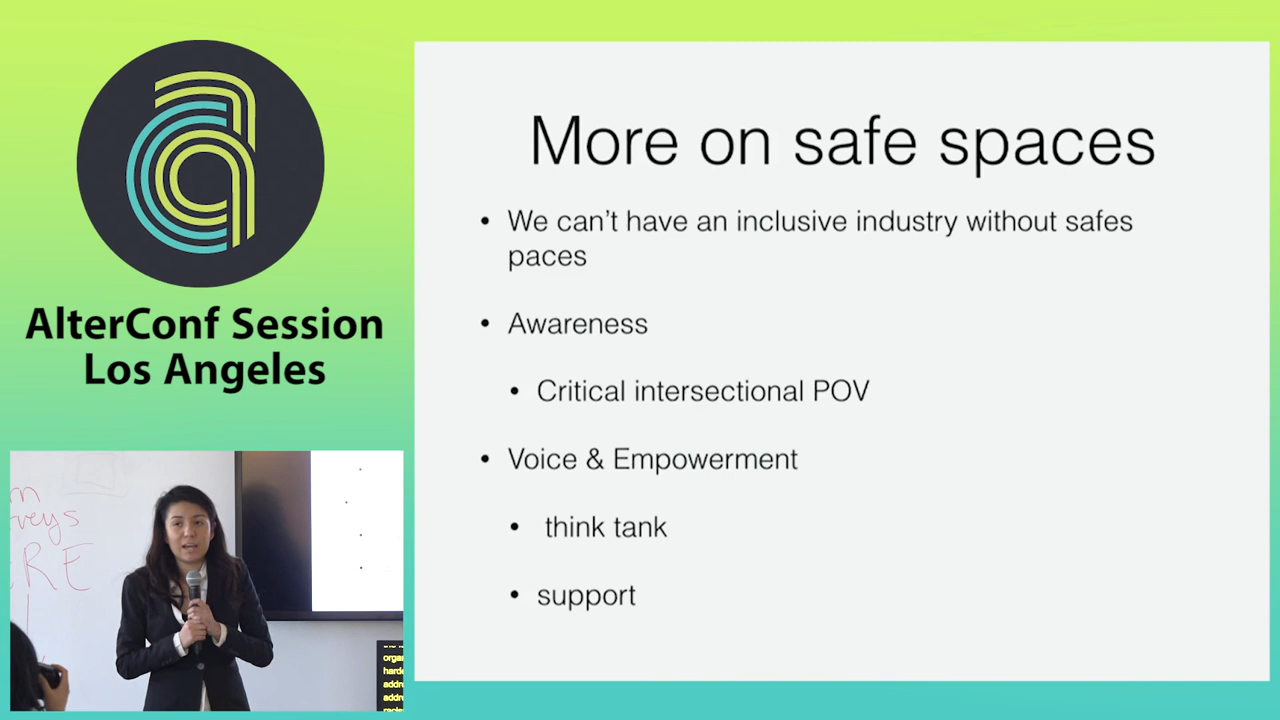 AlterConf Session
Los Angeles
More on safe spaces
• We can’t have an inclusive industry without safes
paces
• Awareness
• Critical intersectional POV
• Voice & Empowerment
• think tank
• support